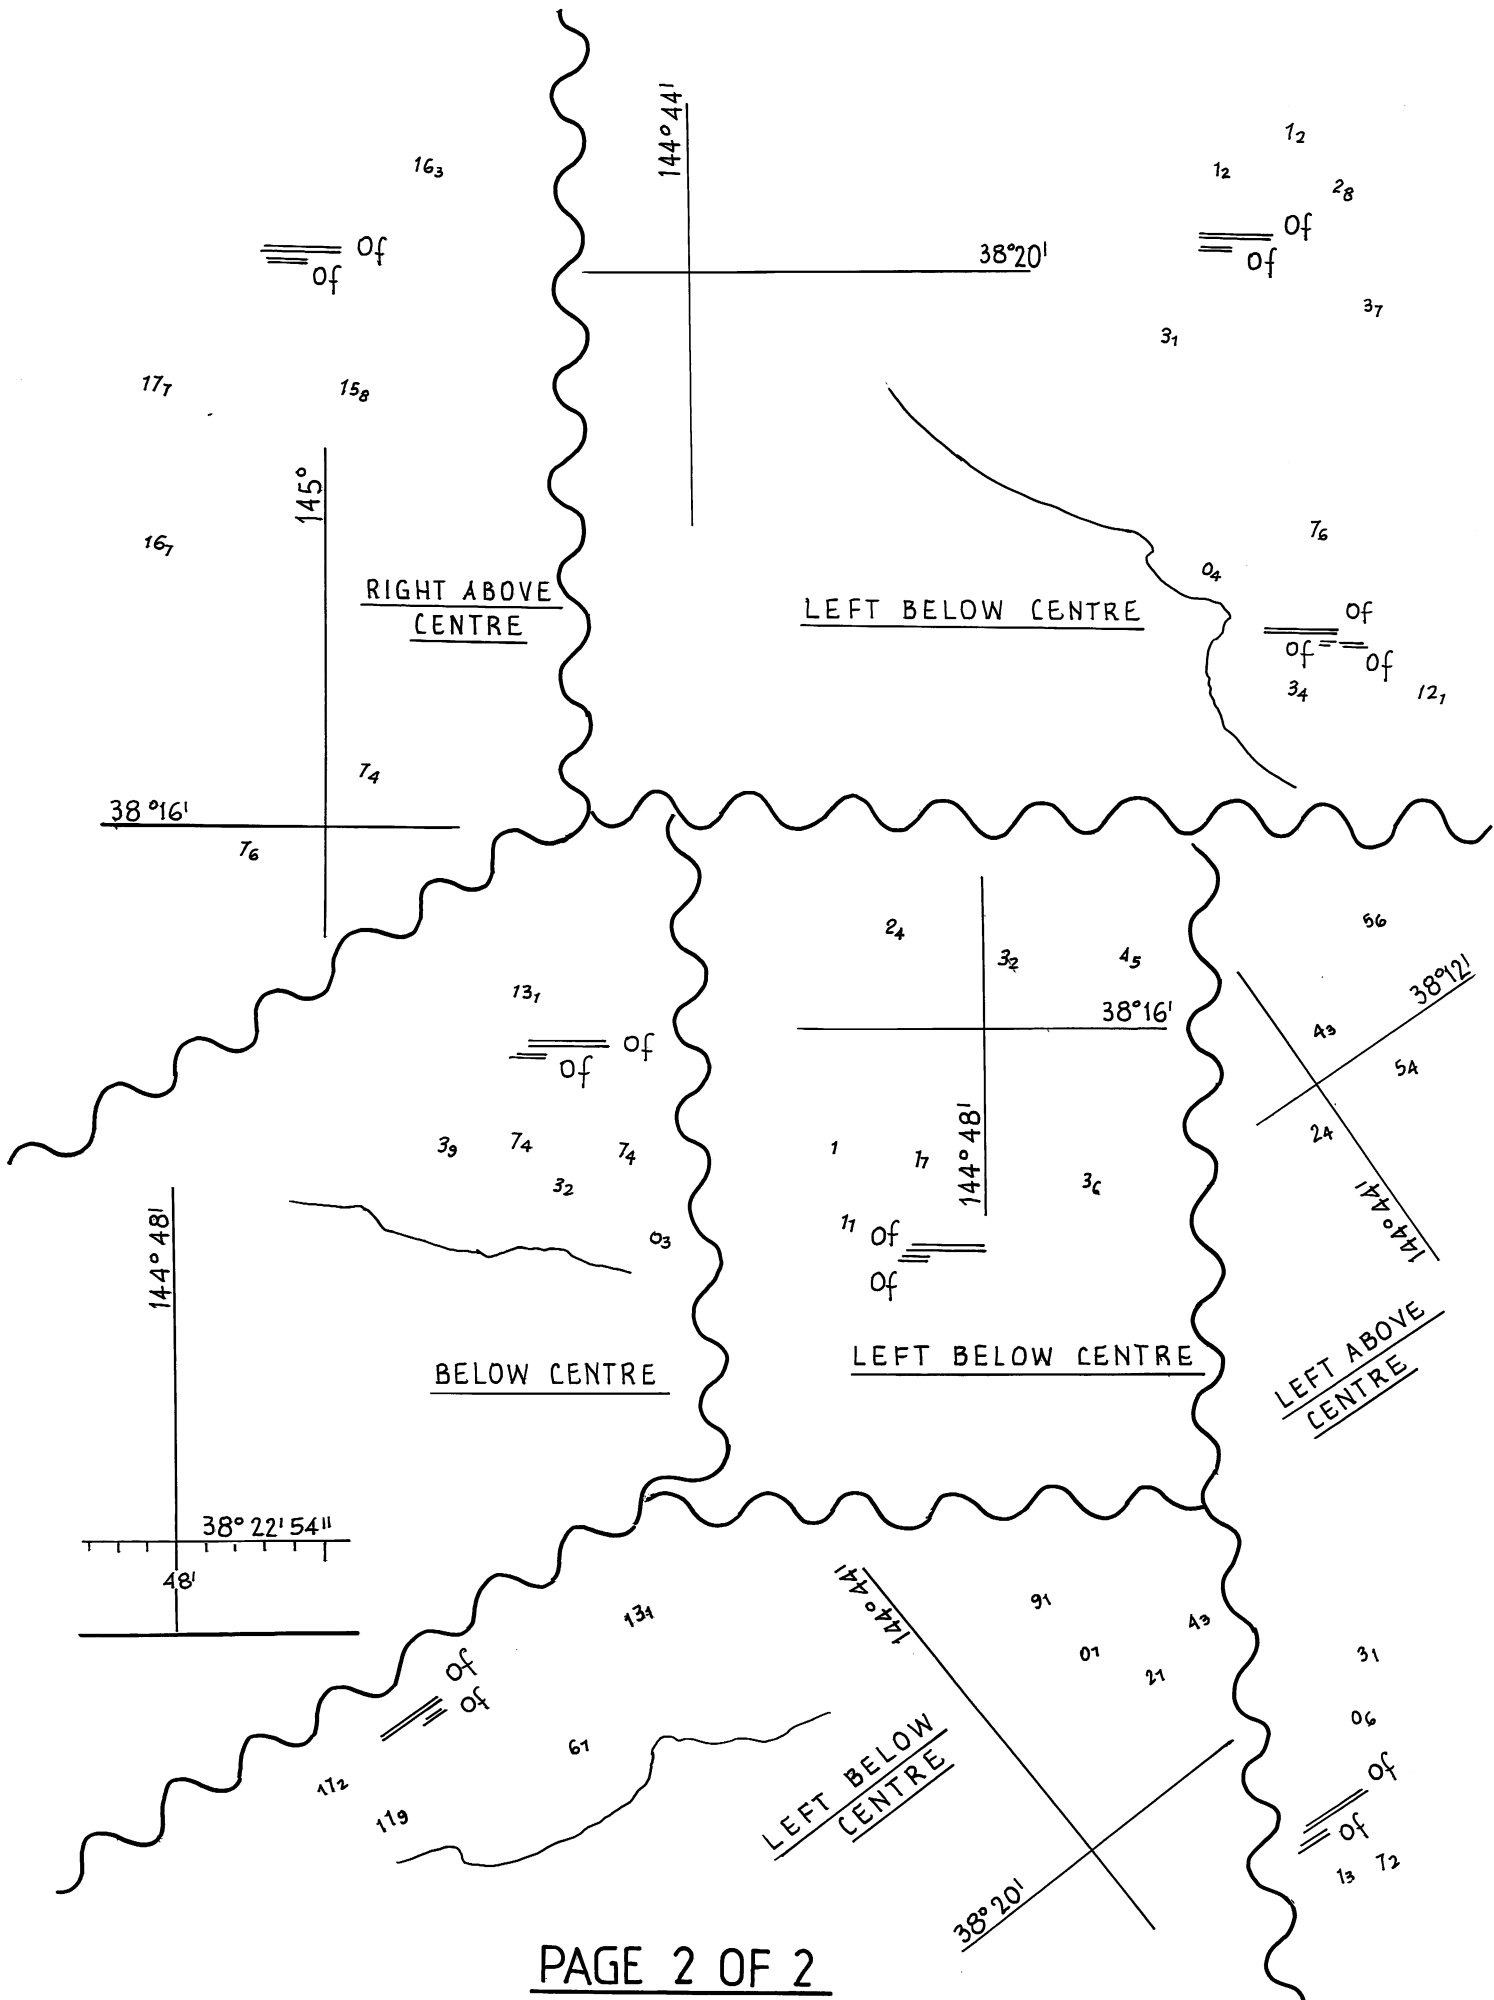 16₃
Of
Of
17₇ 15₈
145°
16₇
RIGHT ABOVE
CENTRE
7₄
38°16'
7₆
144°44'
1₂
1₂
2₈
Of
Of
38°20'
3₇
3₁
7₆
0₄
LEFT BELOW CENTRE
Of
Of Of
3₄ 12₁
13₁
Of
Of
3₉ 7₄ 7₄
3₂
0₃
144°48'
BELOW CENTRE
38°22'54"
48'
2₄ 3₂ 4₅
38°16'
1 1₇
144°48'
3₆
1₁ Of
Of
LEFT BELOW CENTRE
5₆
38°12'
4₃
5₄
2₄
144°44'
LEFT ABOVE
CENTRE
13₁
Of
Of
6₁
17₂
11₉
144°44'
9₁
4₃
0₁
2₁
LEFT BELOW
CENTRE
38°20'
3₁
0₆
Of
Of
1₃ 7₂
PAGE 2 OF 2